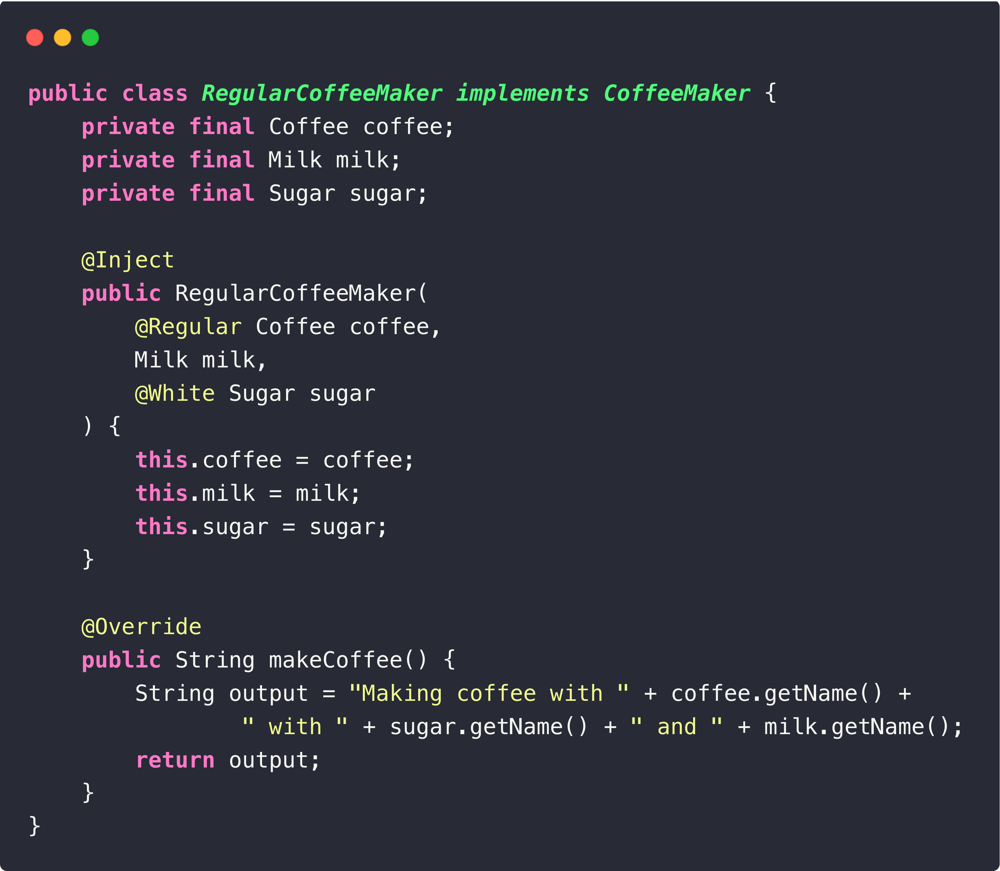 public class RegularCoffeeMaker implements CoffeeMaker {
    private final Coffee coffee;
    private final Milk milk;
    private final Sugar sugar;

    @Inject
    public RegularCoffeeMaker(
        @Regular Coffee coffee,
        Milk milk,
        @White Sugar sugar
    ) {
        this.coffee = coffee;
        this.milk = milk;
        this.sugar = sugar;
    }

    @Override
    public String makeCoffee() {
        String output = "Making coffee with " + coffee.getName() +
                " with " + sugar.getName() + " and " + milk.getName();
        return output;
    }
}